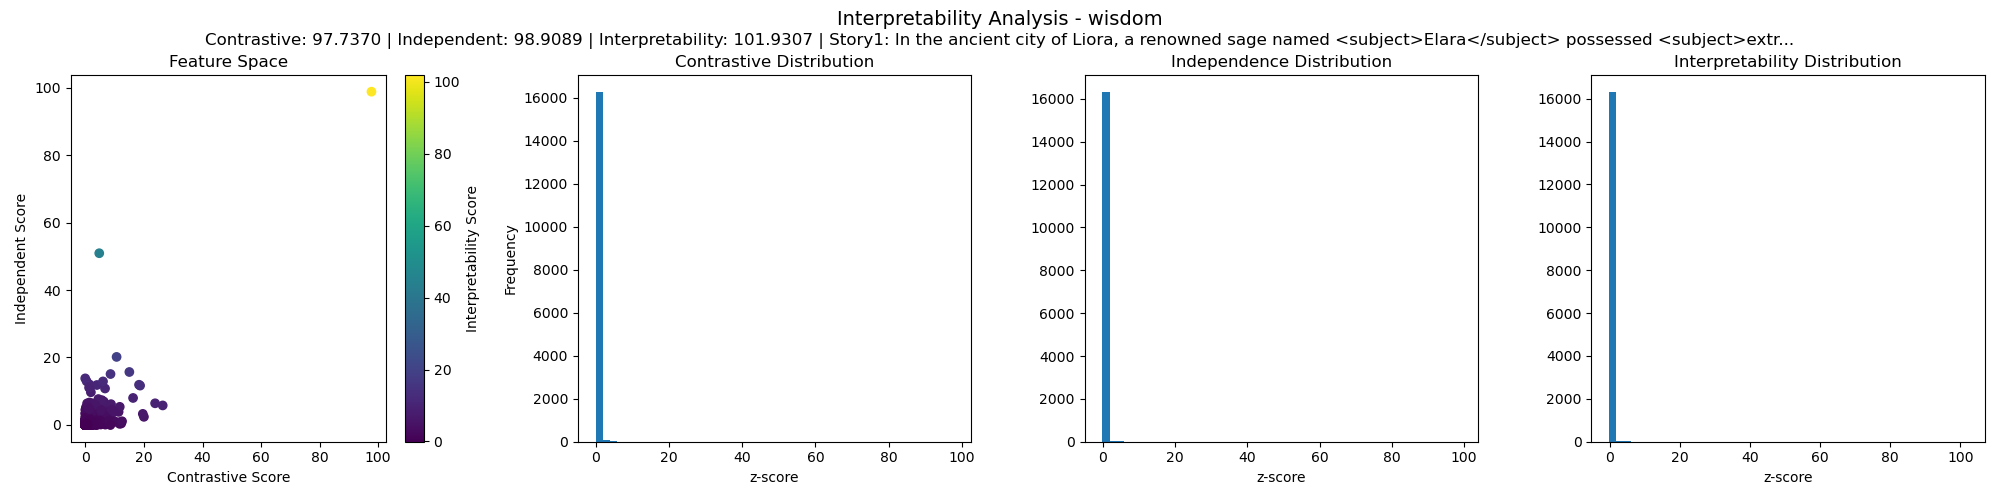 Interpretability Analysis - wisdom
Contrastive: 97.7370 | Independent: 98.9089 | Interpretability: 101.9307 | Story1: In the ancient city of Liora, a renowned sage named <subject>Elara</subject> possessed <subject>extr...
Feature Space
100
80
60
40
20
0
Independent Score
0 20 40 60 80 100
Contrastive Score
100
80
60
40
20
0
Interpretability Score
Contrastive Distribution
16000
14000
12000
10000
8000
6000
4000
2000
0
Frequency
0 20 40 60 80 100
z-score
Independence Distribution
16000
14000
12000
10000
8000
6000
4000
2000
0
0 20 40 60 80 100
z-score
Interpretability Distribution
16000
14000
12000
10000
8000
6000
4000
2000
0
0 20 40 60 80 100
z-score